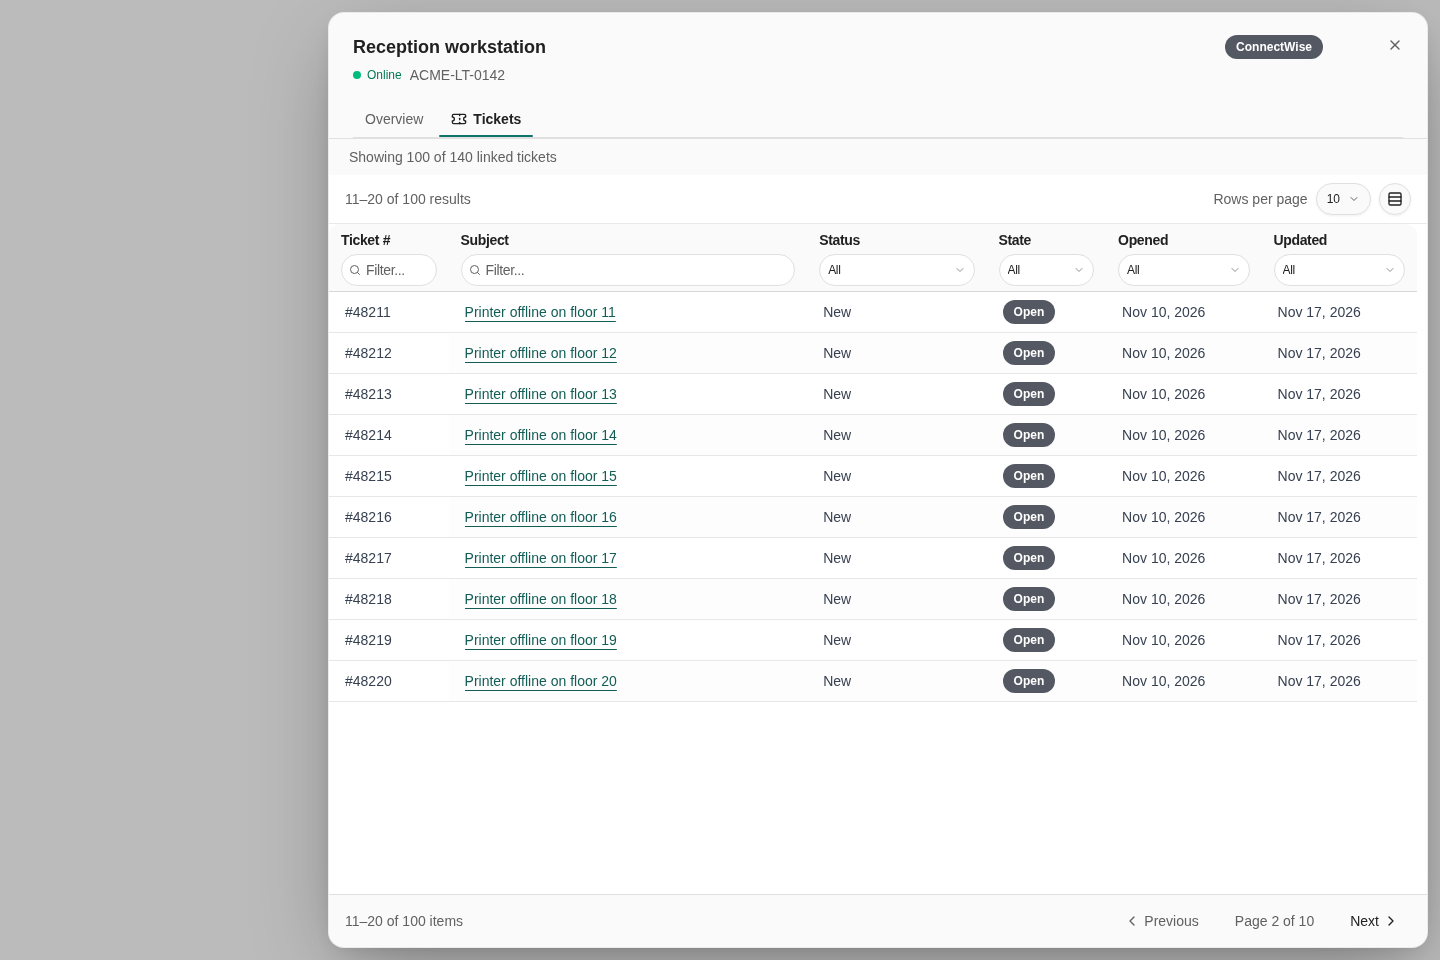 Reception workstation
ConnectWise
Online ACME-LT-0142
Overview Tickets
Showing 100 of 140 linked tickets
11–20 of 100 results
Rows per page 10
Ticket # Subject Status State Opened Updated
Filter... Filter... All All All All
#48211 Printer offline on floor 11 New Open Nov 10, 2026 Nov 17, 2026
#48212 Printer offline on floor 12 New Open Nov 10, 2026 Nov 17, 2026
#48213 Printer offline on floor 13 New Open Nov 10, 2026 Nov 17, 2026
#48214 Printer offline on floor 14 New Open Nov 10, 2026 Nov 17, 2026
#48215 Printer offline on floor 15 New Open Nov 10, 2026 Nov 17, 2026
#48216 Printer offline on floor 16 New Open Nov 10, 2026 Nov 17, 2026
#48217 Printer offline on floor 17 New Open Nov 10, 2026 Nov 17, 2026
#48218 Printer offline on floor 18 New Open Nov 10, 2026 Nov 17, 2026
#48219 Printer offline on floor 19 New Open Nov 10, 2026 Nov 17, 2026
#48220 Printer offline on floor 20 New Open Nov 10, 2026 Nov 17, 2026
11–20 of 100 items
Previous Page 2 of 10 Next